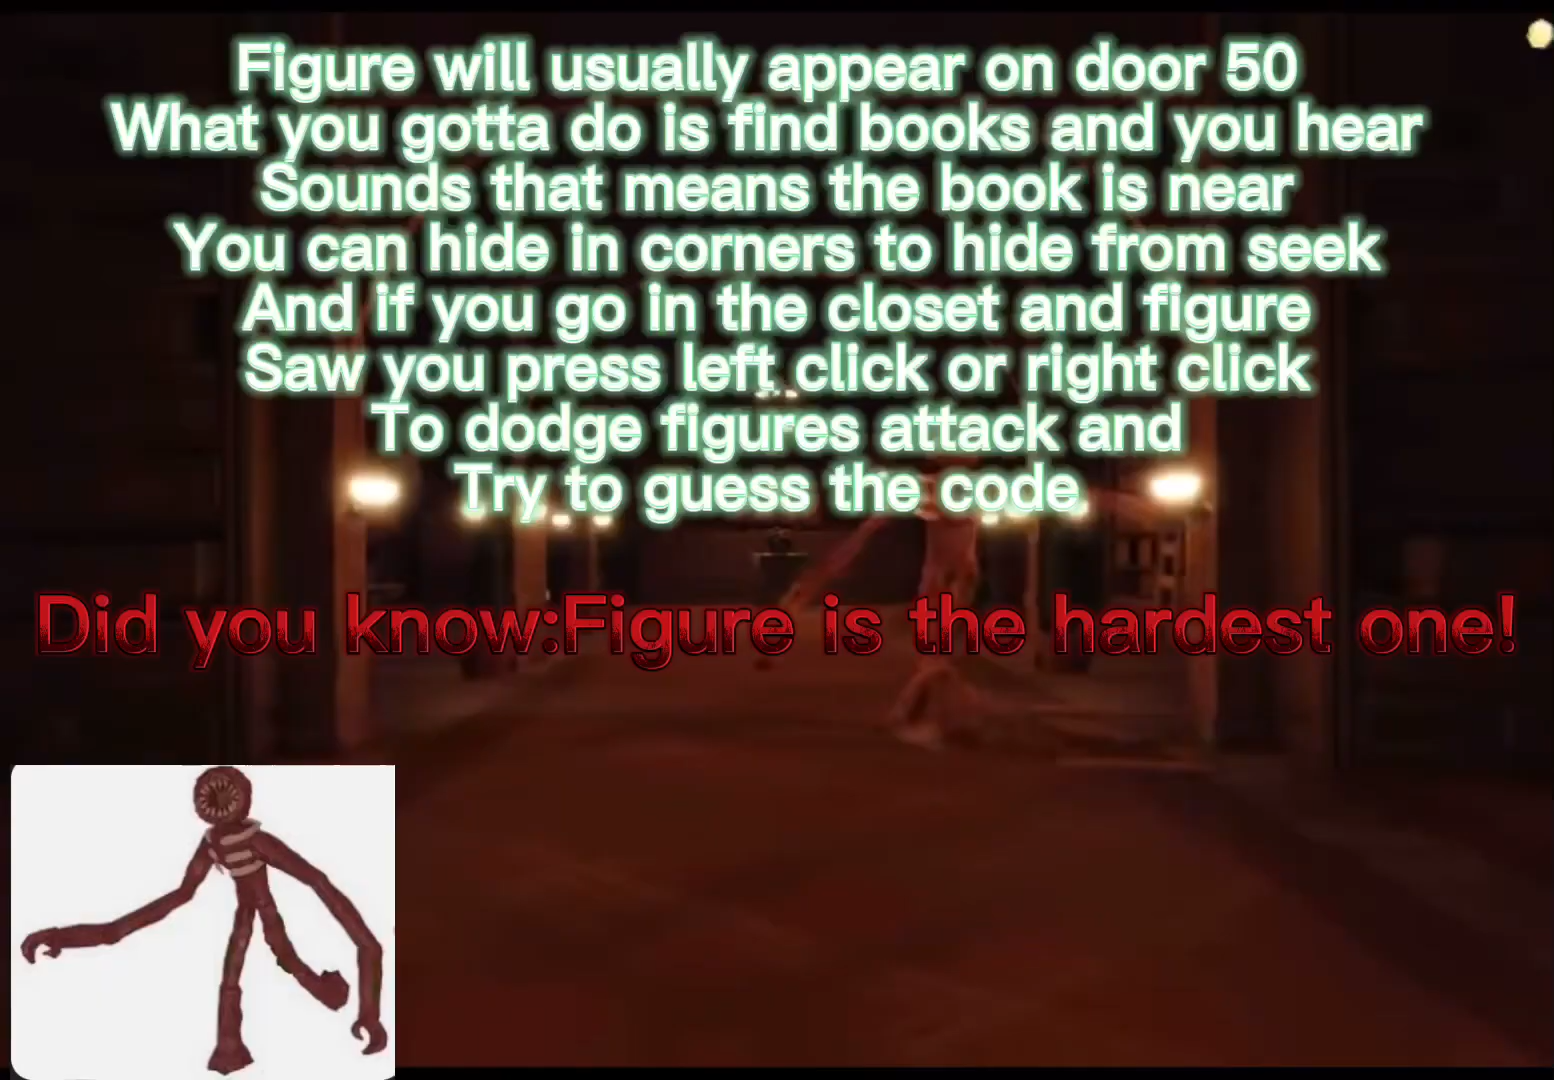 Figure will usually appear on door 50
What you gotta do is find books and you hear
Sounds that means the book is near
You can hide in corners to hide from seek
And if you go in the closet and figure
Saw you press left click or right click
To dodge figures attack and
Try to guess the code
Did you know:Figure is the hardest one!